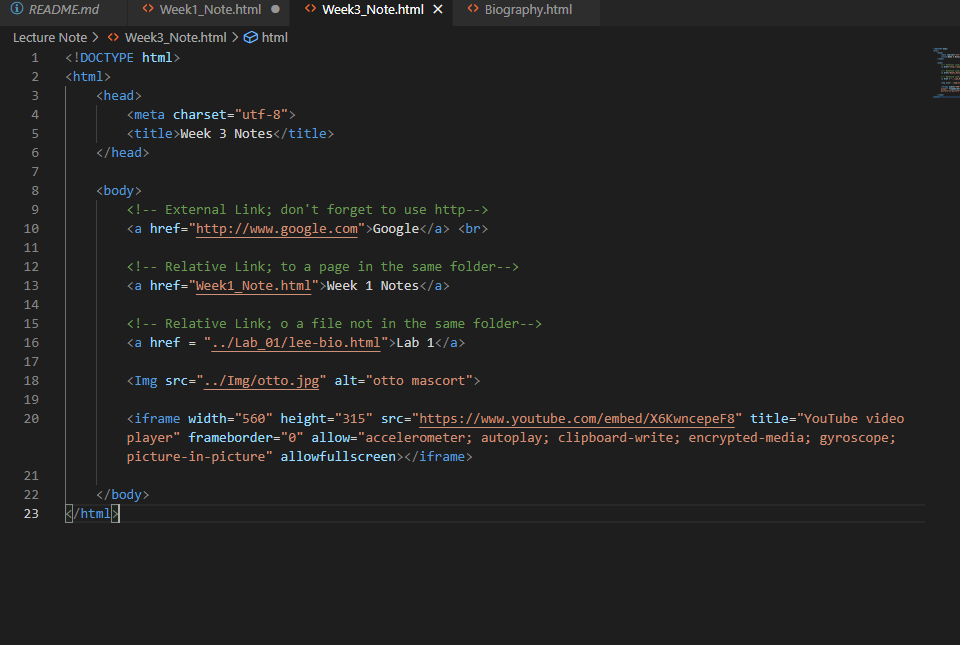 README.md Week1_Note.html Week3_Note.html Biography.html
Lecture Note > Week3_Note.html > html
1 <!DOCTYPE html>
2 <html>
3 <head>
4 <meta charset="utf-8">
5 <title>Week 3 Notes</title>
6 </head>
7
8 <body>
9 <!-- External Link; don't forget to use http-->
10 <a href="http://www.google.com">Google</a> <br>
11
12 <!-- Relative Link; to a page in the same folder-->
13 <a href="Week1_Note.html">Week 1 Notes</a>
14
15 <!-- Relative Link; o a file not in the same folder-->
16 <a href = "../Lab_01/lee-bio.html">Lab 1</a>
17
18 <Img src="../Img/otto.jpg" alt="otto mascort">
19
20 <iframe width="560" height="315" src="https://www.youtube.com/embed/X6KwncepeF8" title="YouTube video
player" frameborder="0" allow="accelerometer; autoplay; clipboard-write; encrypted-media; gyroscope;
picture-in-picture" allowfullscreen></iframe>
21
22 </body>
23 </html>